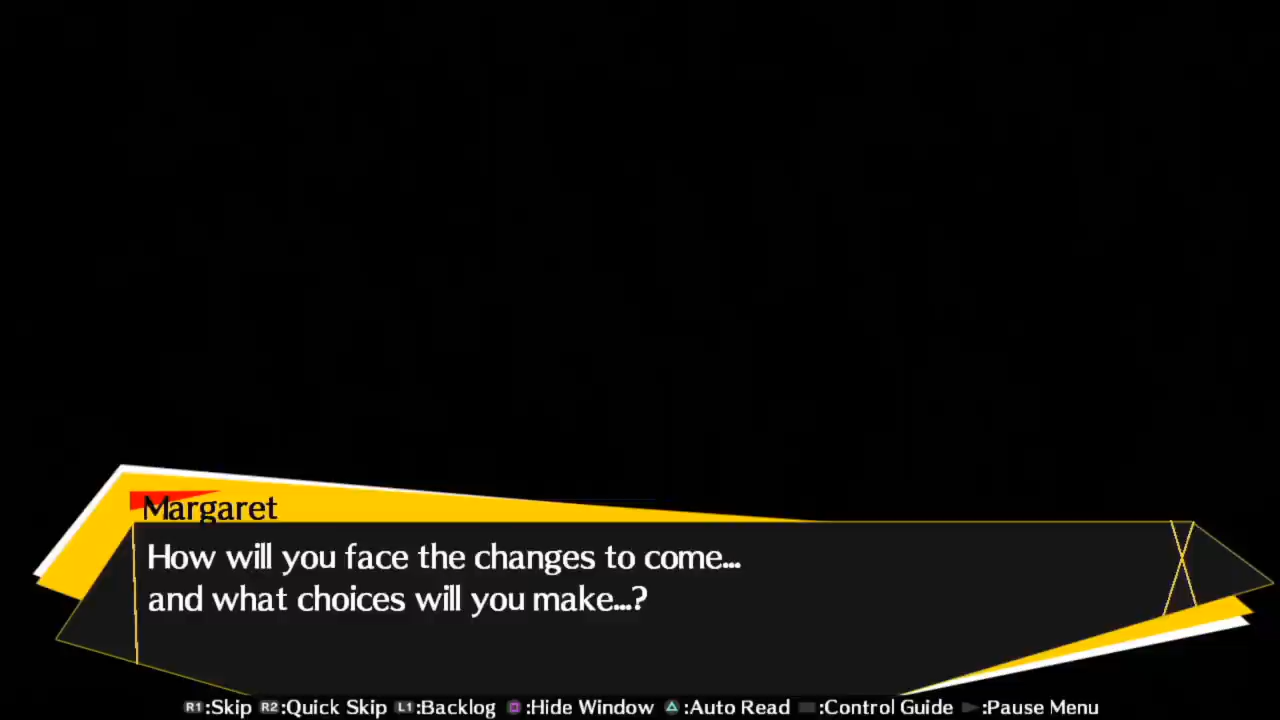 Margaret
How will you face the changes to come...
and what choices will you make...?
R1:Skip R2:Quick Skip L1:Backlog :Hide Window :Auto Read :Control Guide :Pause Menu